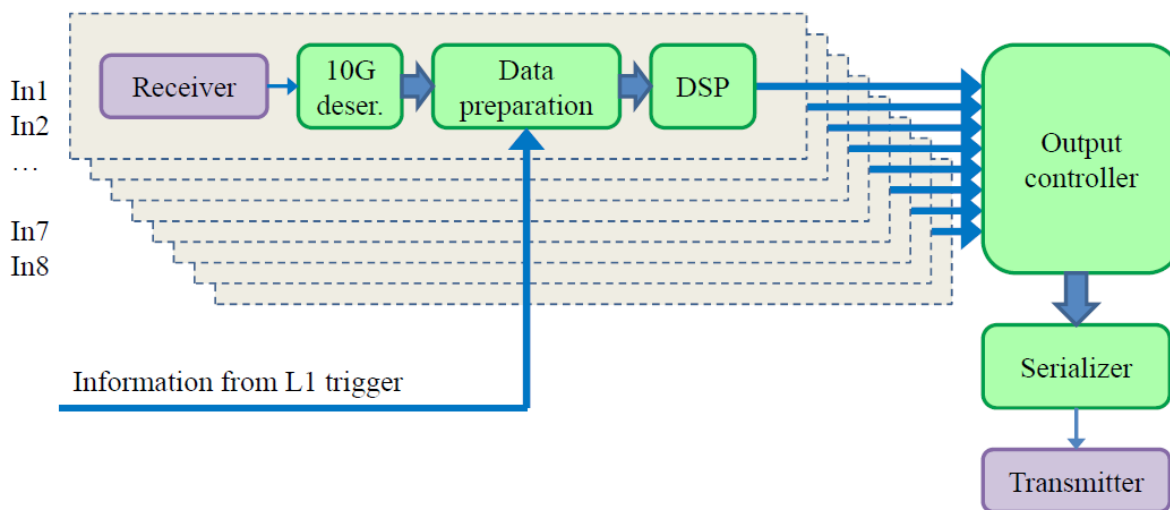 In1
In2
...
In7
In8
Receiver
10G
deser.
Data
preparation
DSP
Output
controller
Information from L1 trigger
Serializer
Transmitter